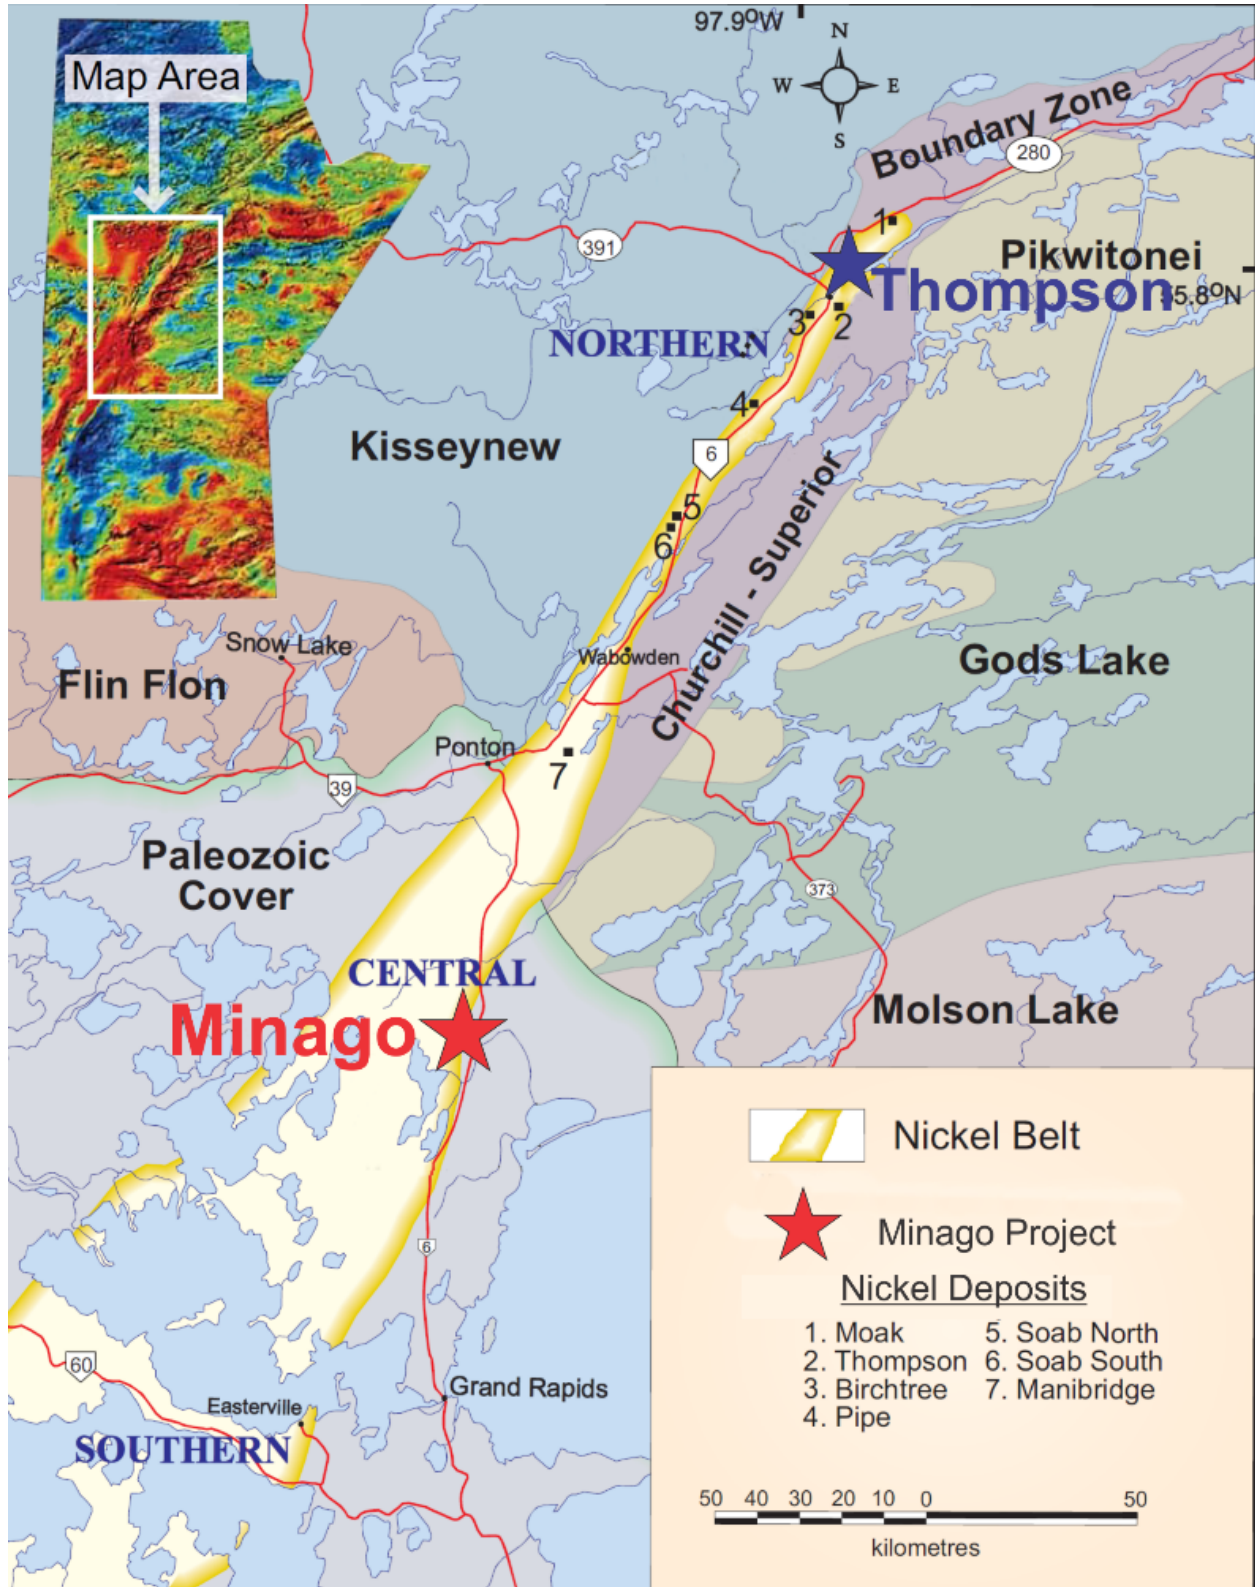 97.9°W
Map Area
N
W
E
S
Boundary Zone
280
1
391
Pikwitonei
Thompson
55.8°N
3
2
NORTHERN
4
Kisseynew
6
5
6
Churchill - Superior
Snow Lake
Wabowden
Flin Flon
Gods Lake
Ponton
7
39
Paleozoic
Cover
373
CENTRAL
Minago
Molson Lake
Nickel Belt
Minago Project
6
Nickel Deposits
1. Moak
2. Thompson
3. Birchtree
4. Pipe
5. Soab North
6. Soab South
7. Manibridge
60
Grand Rapids
Easterville
SOUTHERN
50 40 30 20 10 0 50
kilometres